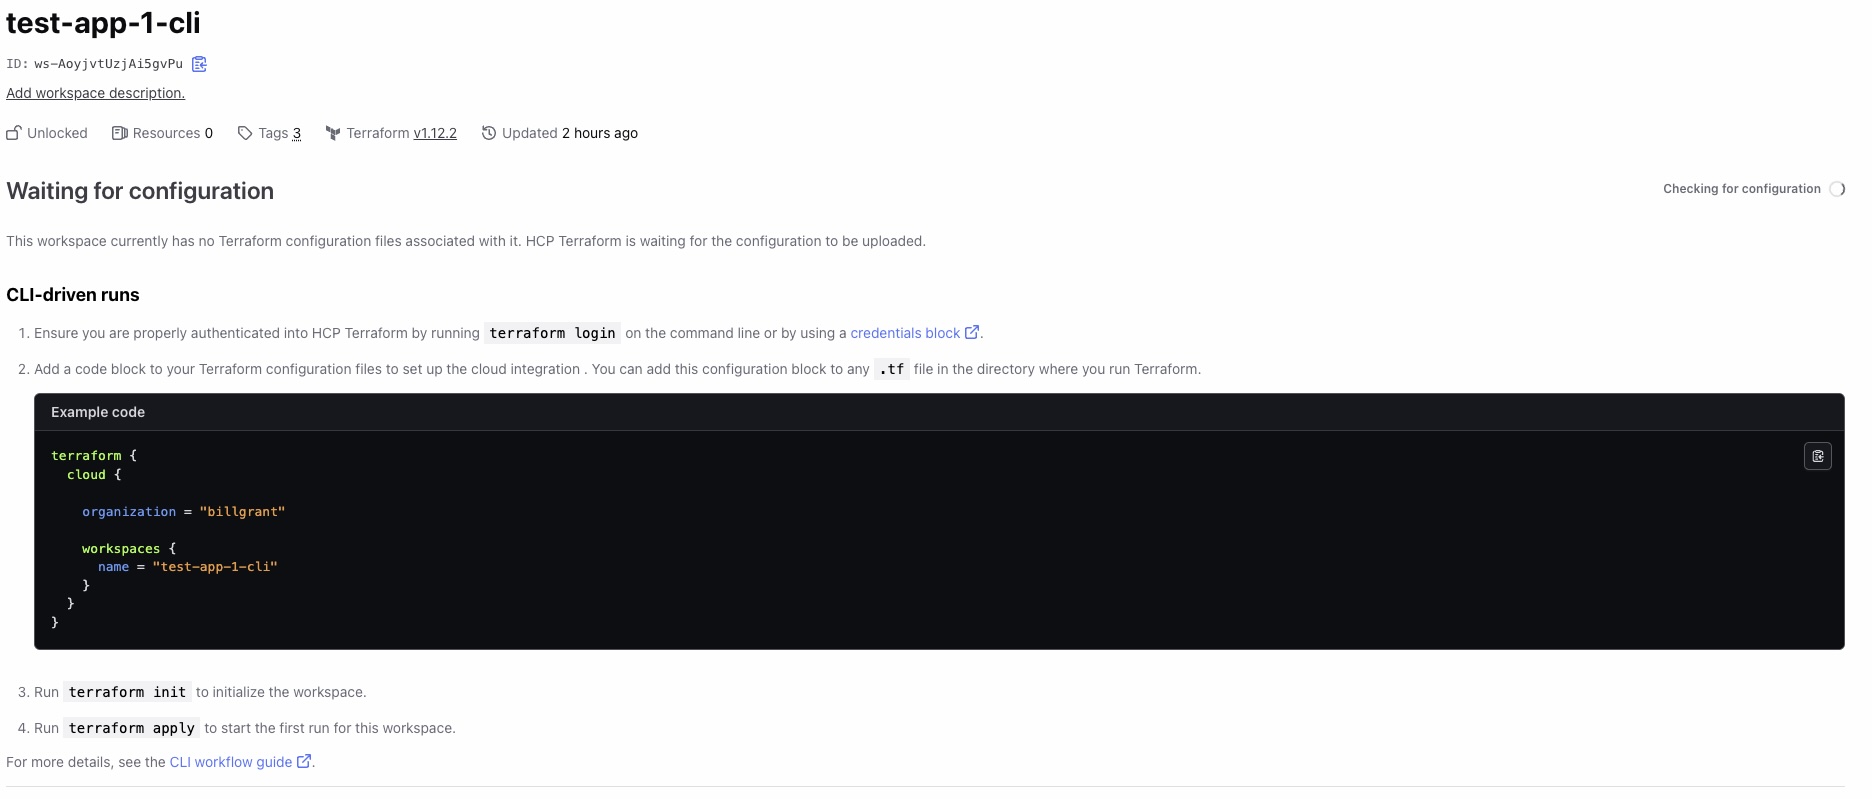 test-app-1-cli
ID: ws-AoyjvtUzjAi5gvPu
Add workspace description.
Unlocked Resources 0 Tags 3 Terraform v1.12.2 Updated 2 hours ago
Waiting for configuration
Checking for configuration
This workspace currently has no Terraform configuration files associated with it. HCP Terraform is waiting for the configuration to be uploaded.
CLI-driven runs
1. Ensure you are properly authenticated into HCP Terraform by running terraform login on the command line or by using a credentials block.
2. Add a code block to your Terraform configuration files to set up the cloud integration . You can add this configuration block to any .tf file in the directory where you run Terraform.
Example code
terraform {
  cloud {

    organization = "billgrant"

    workspaces {
      name = "test-app-1-cli"
    }
  }
}
3. Run terraform init to initialize the workspace.
4. Run terraform apply to start the first run for this workspace.
For more details, see the CLI workflow guide.